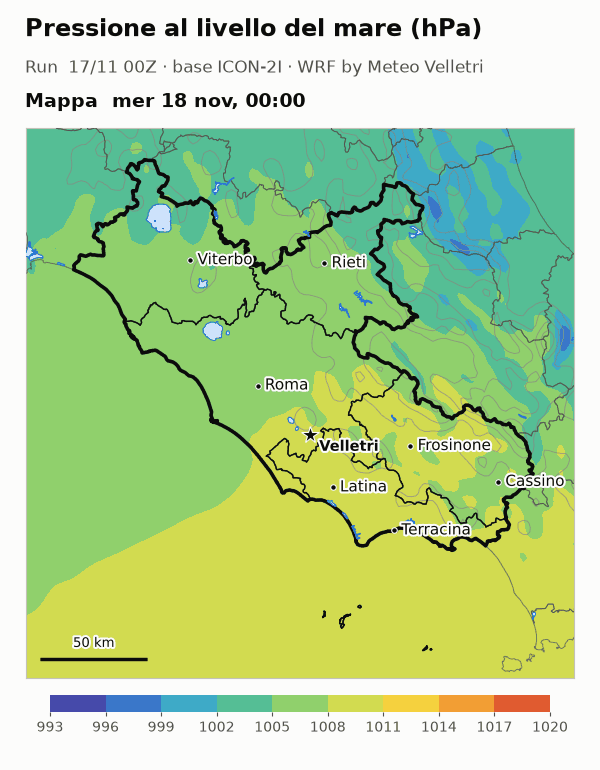 Pressione al livello del mare (hPa)
Run  17/11 00Z · base ICON-2I · WRF by Meteo Velletri
Mappa  mer 18 nov, 00:00
Viterbo
Rieti
Roma
Velletri
Frosinone
Cassino
Latina
Terracina
50 km
993 996 999 1002 1005 1008 1011 1014 1017 1020